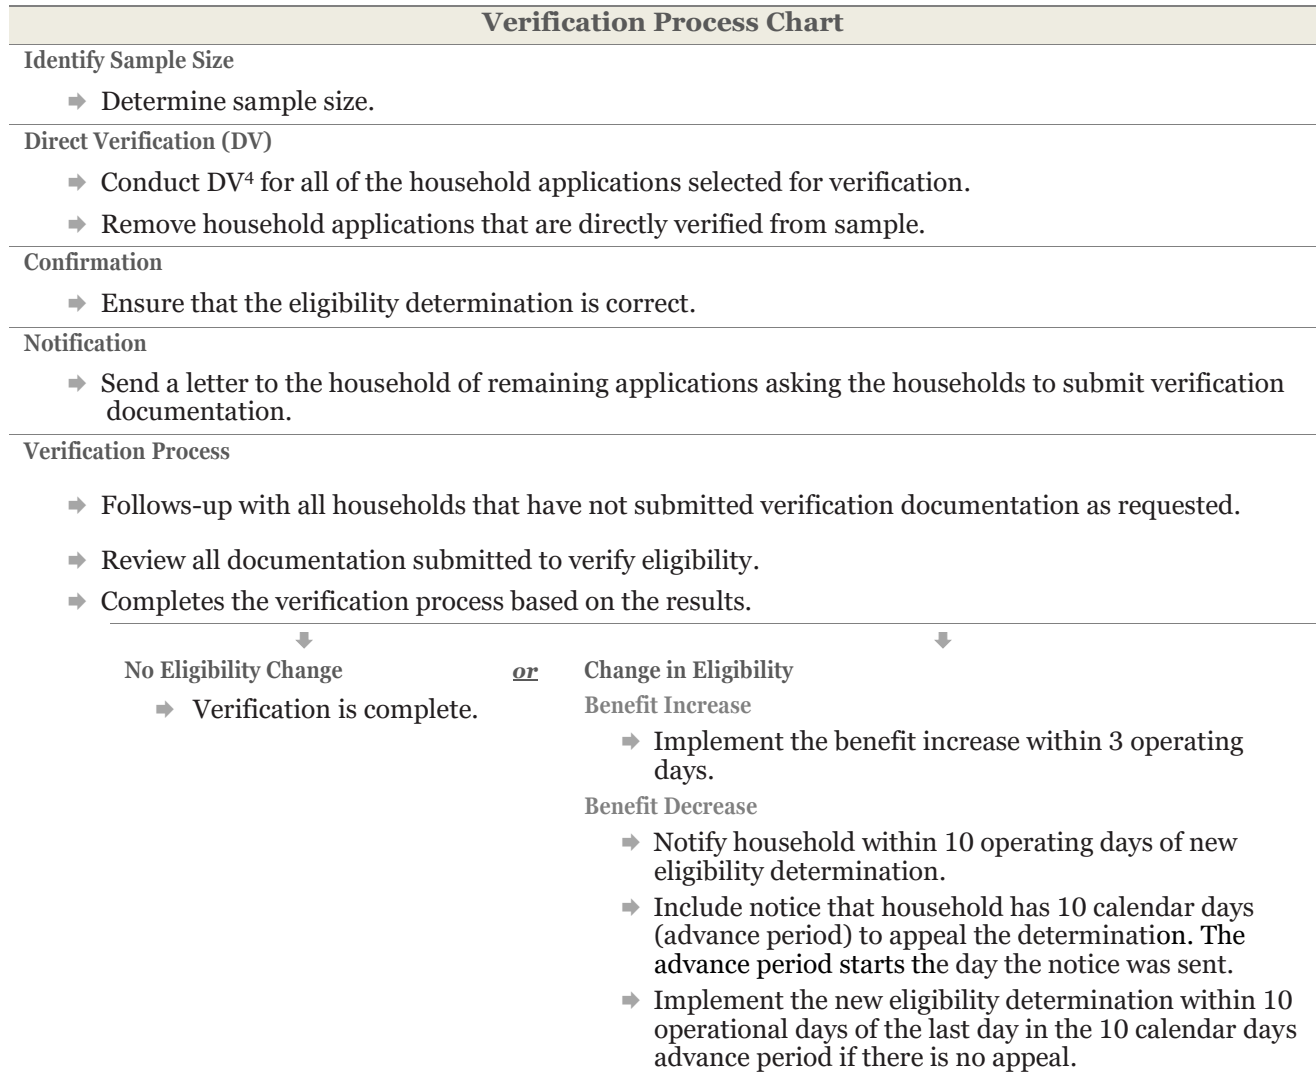 Verification Process Chart
Identify Sample Size
Determine sample size.
Direct Verification (DV)
Conduct DV⁴ for all of the household applications selected for verification.
Remove household applications that are directly verified from sample.
Confirmation
Ensure that the eligibility determination is correct.
Notification
Send a letter to the household of remaining applications asking the households to submit verification
documentation.
Verification Process
Follows-up with all households that have not submitted verification documentation as requested.
Review all documentation submitted to verify eligibility.
Completes the verification process based on the results.
No Eligibility Change
Verification is complete.
or
Change in Eligibility
Benefit Increase
Implement the benefit increase within 3 operating
days.
Benefit Decrease
Notify household within 10 operating days of new
eligibility determination.
Include notice that household has 10 calendar days
(advance period) to appeal the determination. The
advance period starts the day the notice was sent.
Implement the new eligibility determination within 10
operational days of the last day in the 10 calendar days
advance period if there is no appeal.